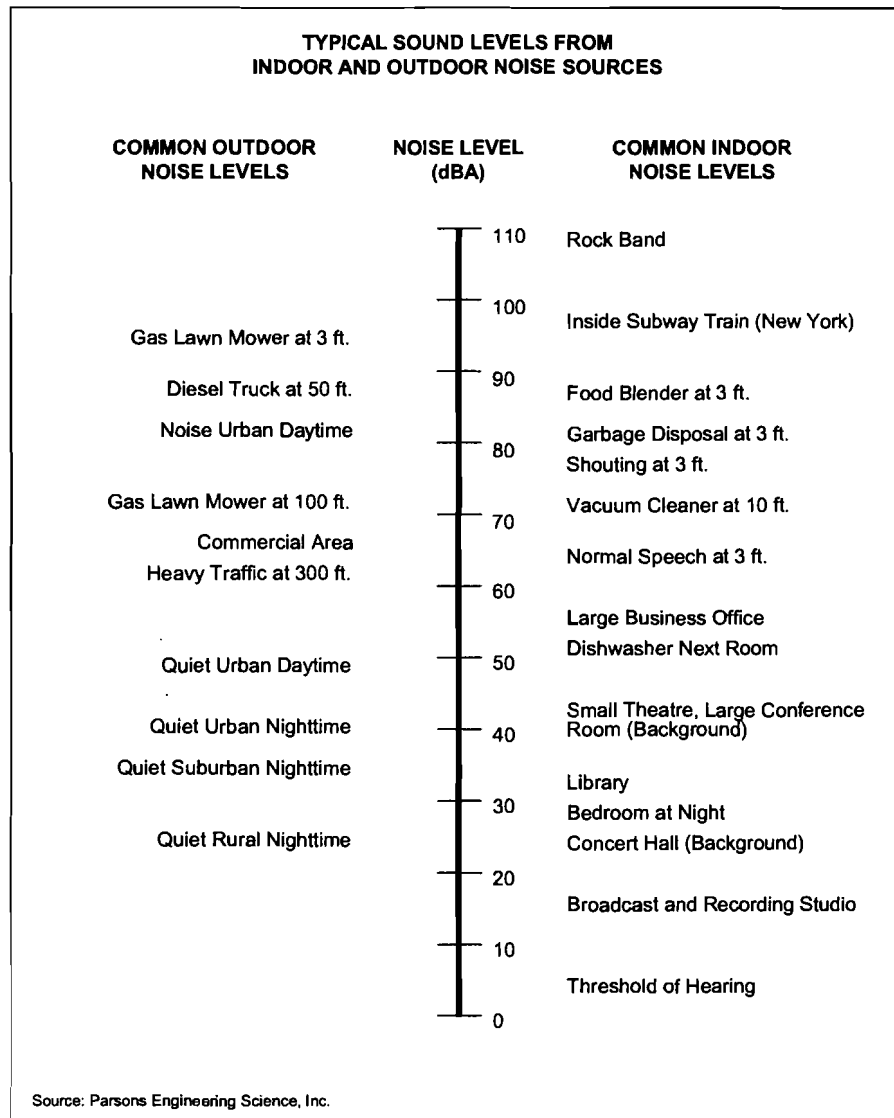 TYPICAL SOUND LEVELS FROM
INDOOR AND OUTDOOR NOISE SOURCES
COMMON OUTDOOR
NOISE LEVELS
NOISE LEVEL
(dBA)
COMMON INDOOR
NOISE LEVELS
110
Rock Band
100
Inside Subway Train (New York)
Gas Lawn Mower at 3 ft.
90
Diesel Truck at 50 ft.
Food Blender at 3 ft.
Noise Urban Daytime
Garbage Disposal at 3 ft.
80
Shouting at 3 ft.
Gas Lawn Mower at 100 ft.
Vacuum Cleaner at 10 ft.
70
Commercial Area
Normal Speech at 3 ft.
Heavy Traffic at 300 ft.
60
Large Business Office
Dishwasher Next Room
50
Quiet Urban Daytime
Small Theatre, Large Conference
Room (Background)
Quiet Urban Nighttime
40
Quiet Suburban Nighttime
Library
30
Bedroom at Night
Quiet Rural Nighttime
Concert Hall (Background)
20
Broadcast and Recording Studio
10
Threshold of Hearing
0
Source: Parsons Engineering Science, Inc.